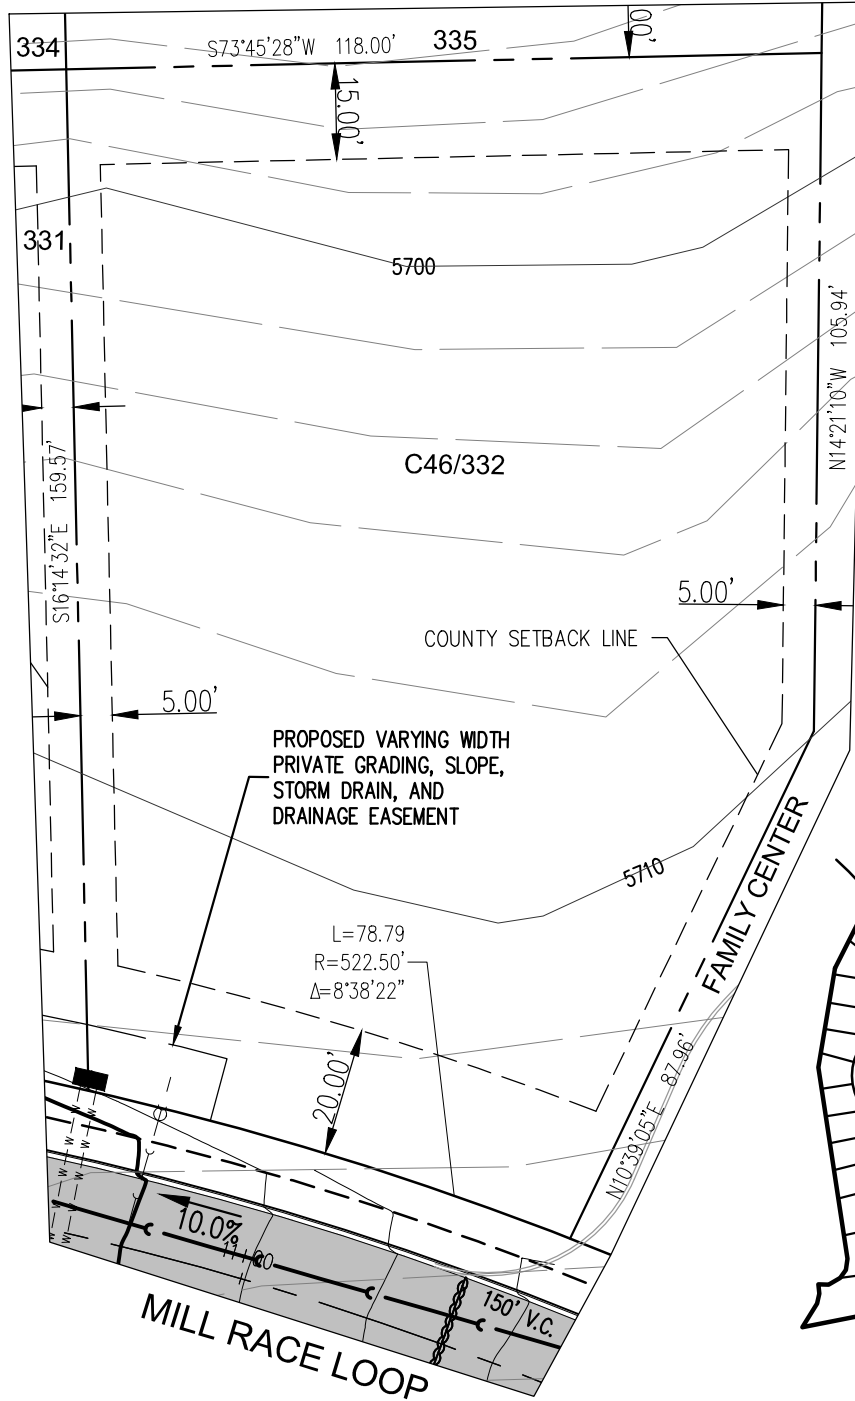 334
S73°45'28"W 118.00'
335
00'
15.00'
331
5700
N14°21'10"W 105.94'
C46/332
S16°14'32"E 159.57'
5.00'
COUNTY SETBACK LINE
5.00'
PROPOSED VARYING WIDTH
PRIVATE GRADING, SLOPE,
STORM DRAIN, AND
DRAINAGE EASEMENT
5710
FAMILY CENTER
L=78.79
R=522.50'
Δ=8°38'22"
20.00'
N10°39'05"E 87.96'
W W
W W
W W
W W
10.0%
11+00
150' V.C.
MILL RACE LOOP